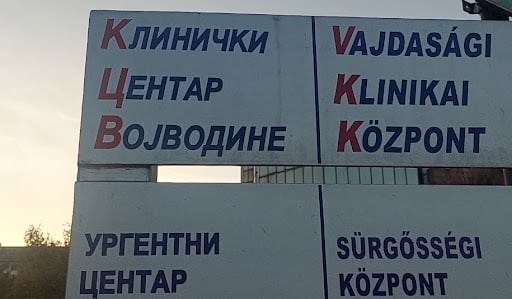 КЛИНИЧКИ
ЦЕНТАР
ВОЈВОДИНЕ
VAJDASÁGI
KLINIKAI
KÖZPONT
УРГЕНТНИ
ЦЕНТАР
SÜRGŐSSÉGI
KÖZPONT